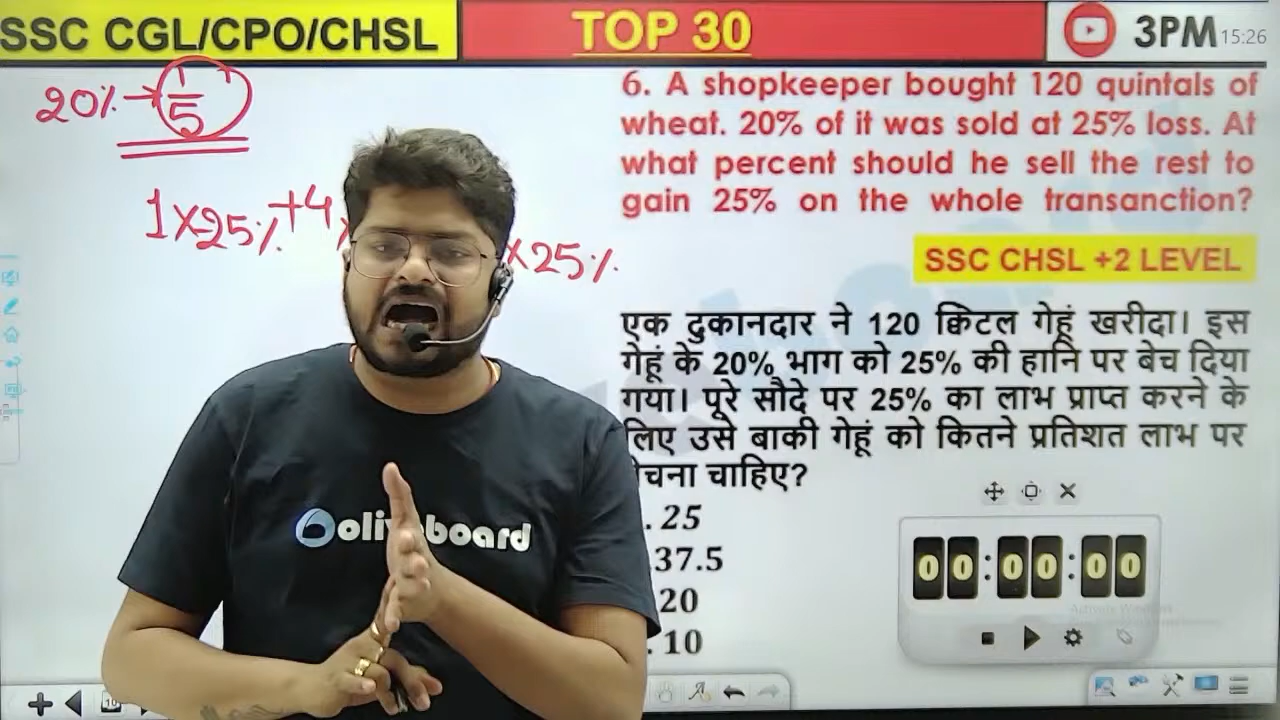 SSC CGL/CPO/CHSL
TOP 30
3PM 15:26
20% → 1/5
1×25% + 4×
×25%
6. A shopkeeper bought 120 quintals of
wheat. 20% of it was sold at 25% loss. At
what percent should he sell the rest to
gain 25% on the whole transanction?
SSC CHSL +2 LEVEL
एक दुकानदार ने 120 क्विटल गेहूं खरीदा। इस
गेहूं के 20% भाग को 25% की हानि पर बेच दिया
गया। पूरे सौदे पर 25% का लाभ प्राप्त करने के
लिए उसे बाकी गेहूं को कितने प्रतिशत लाभ पर
चाहिए?
. 25
.37.5
20
. 10
00:00:00
oliveboard
Activate Windows
10